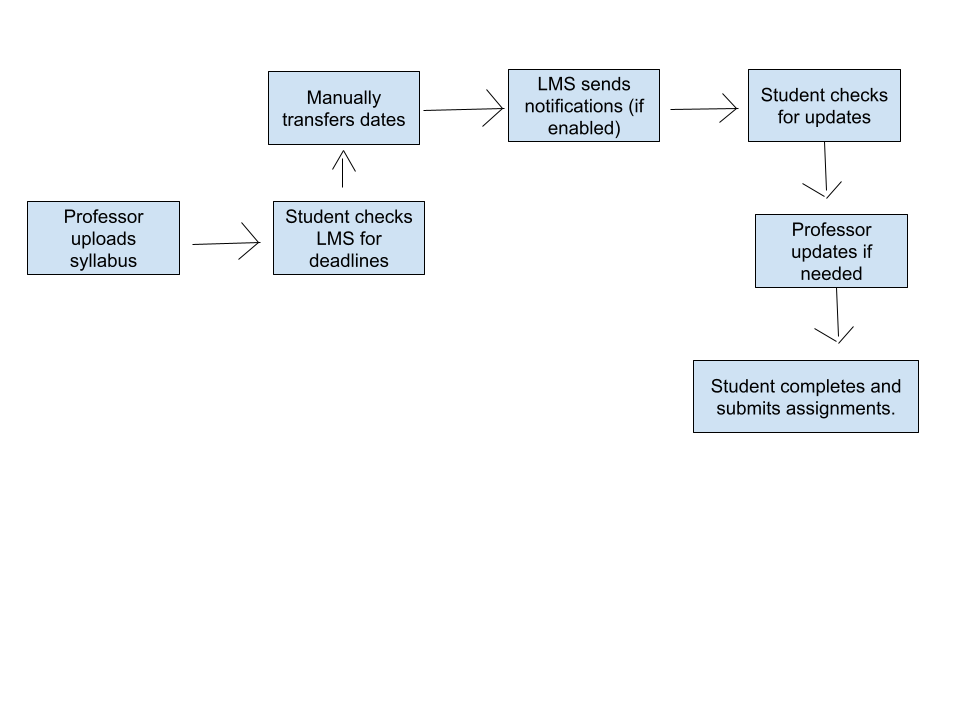 Professor
uploads
syllabus
Student checks
LMS for
deadlines
Manually
transfers dates
LMS sends
notifications (if
enabled)
Student checks
for updates
Professor
updates if
needed
Student completes and
submits assignments.